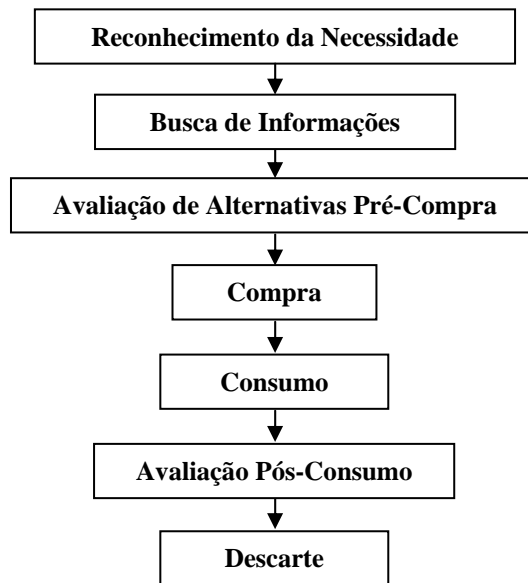 Reconhecimento da Necessidade
Busca de Informações
Avaliação de Alternativas Pré-Compra
Compra
Consumo
Avaliação Pós-Consumo
Descarte